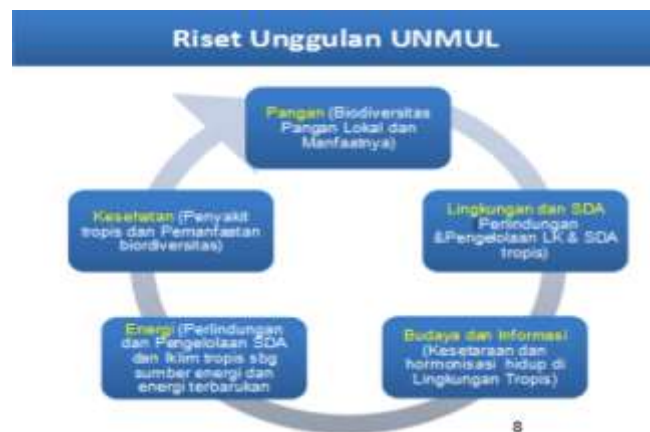 Riset Unggulan UNMUL
Pangan (Biodiversitas
Pangan Lokal dan
Manfaatnya)
Lingkungan dan SDA
Perlindungan
&Pengelolaan LK & SDA
tropis)
Budaya dan Informasi
(Kesetaraan dan
hormonisasi hidup di
Lingkungan Tropis)
Energi (Perlindungan
dan Pengelolaan SDA
dan Iklim tropis sbg
sumber energi dan
energi terbarukan
Kesehatan (Penyakit
tropis dan Pemanfaatan
biordiversitas)
8